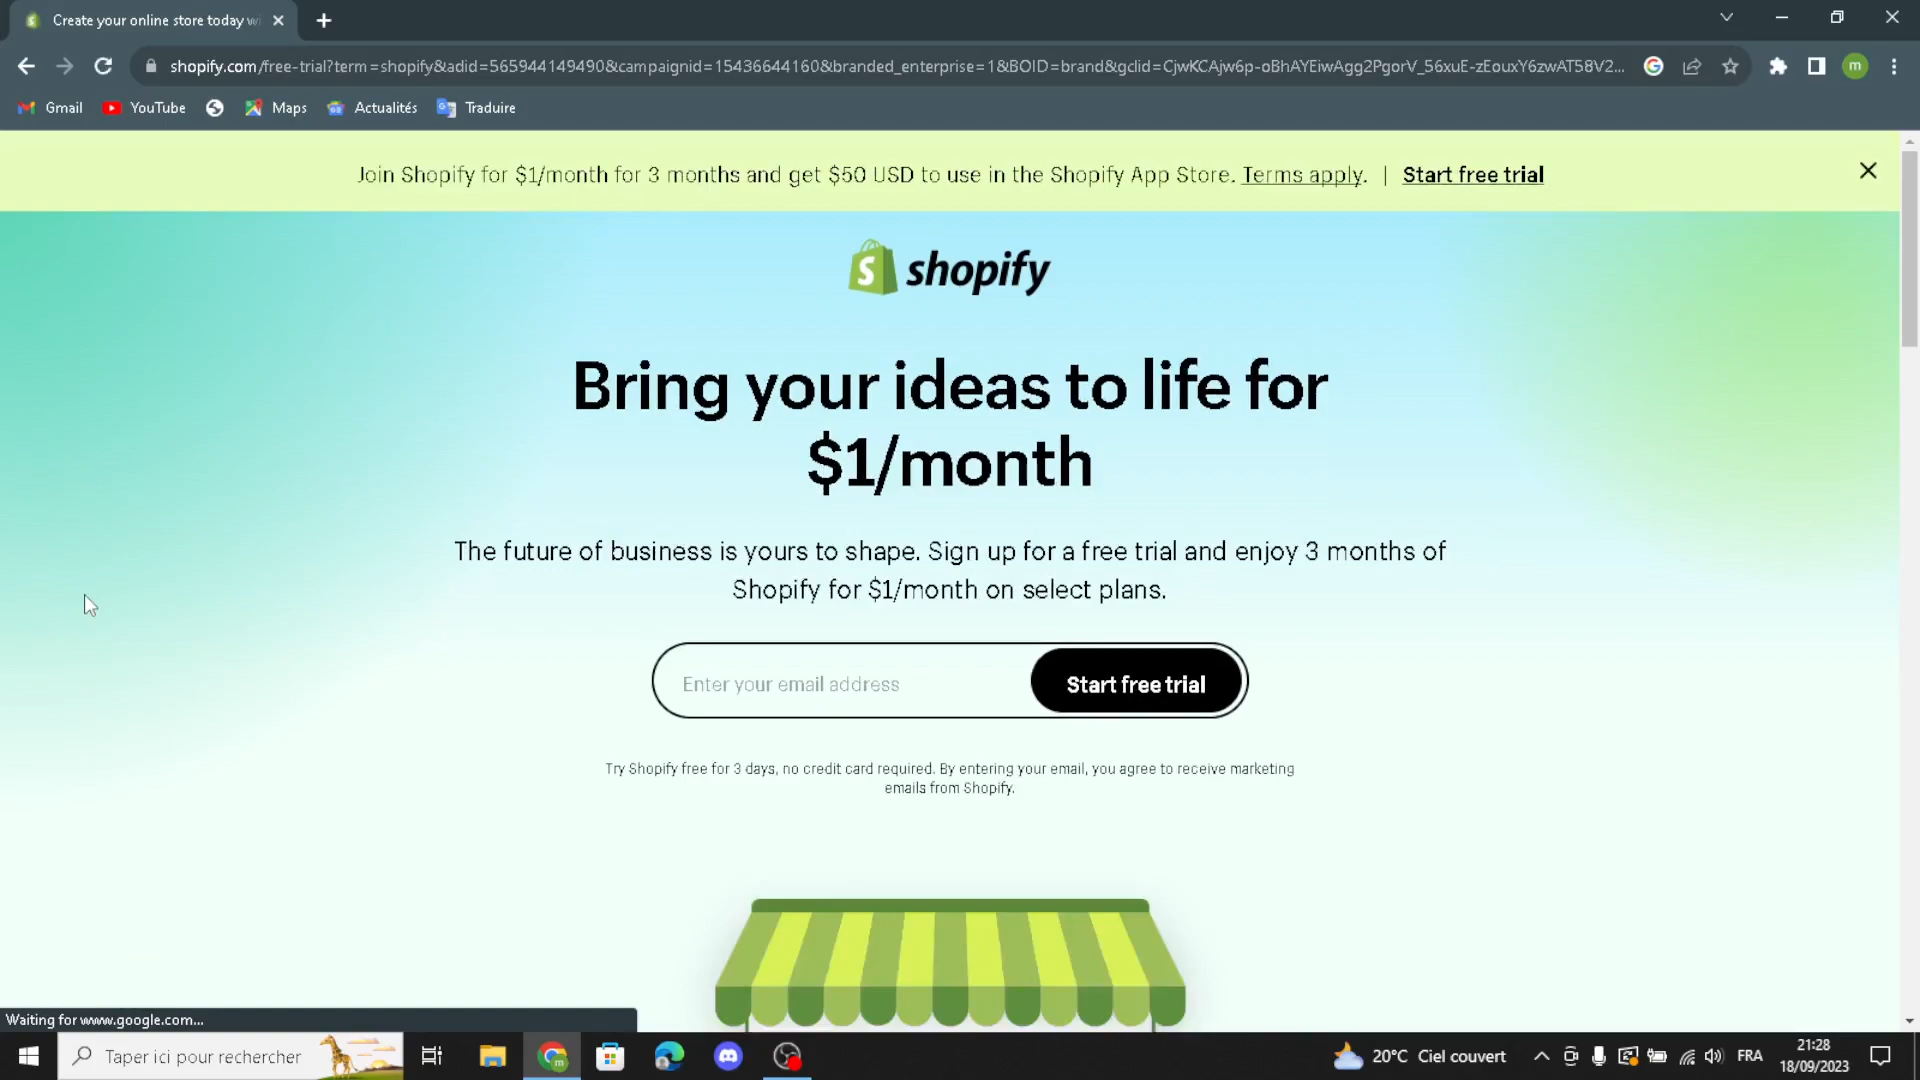 Create your online store today wi
shopify.com/free-trial?term=shopify&adid=565944149490&campaignid=15436644160&branded_enterprise=1&BOID=brand&gclid=CjwKCAjw6p-oBhAYEiwAgg2PgorV_56xuE-zEouxY6zwAT58V2...
m
Gmail YouTube Maps Actualités Traduire
Join Shopify for $1/month for 3 months and get $50 USD to use in the Shopify App Store. Terms apply. | Start free trial
shopify
Bring your ideas to life for
$1/month
The future of business is yours to shape. Sign up for a free trial and enjoy 3 months of
Shopify for $1/month on select plans.
Enter your email address Start free trial
Try Shopify free for 3 days, no credit card required. By entering your email, you agree to receive marketing
emails from Shopify.
Waiting for www.google.com...
Taper ici pour rechercher
20°C Ciel couvert
FRA
21:28
18/09/2023